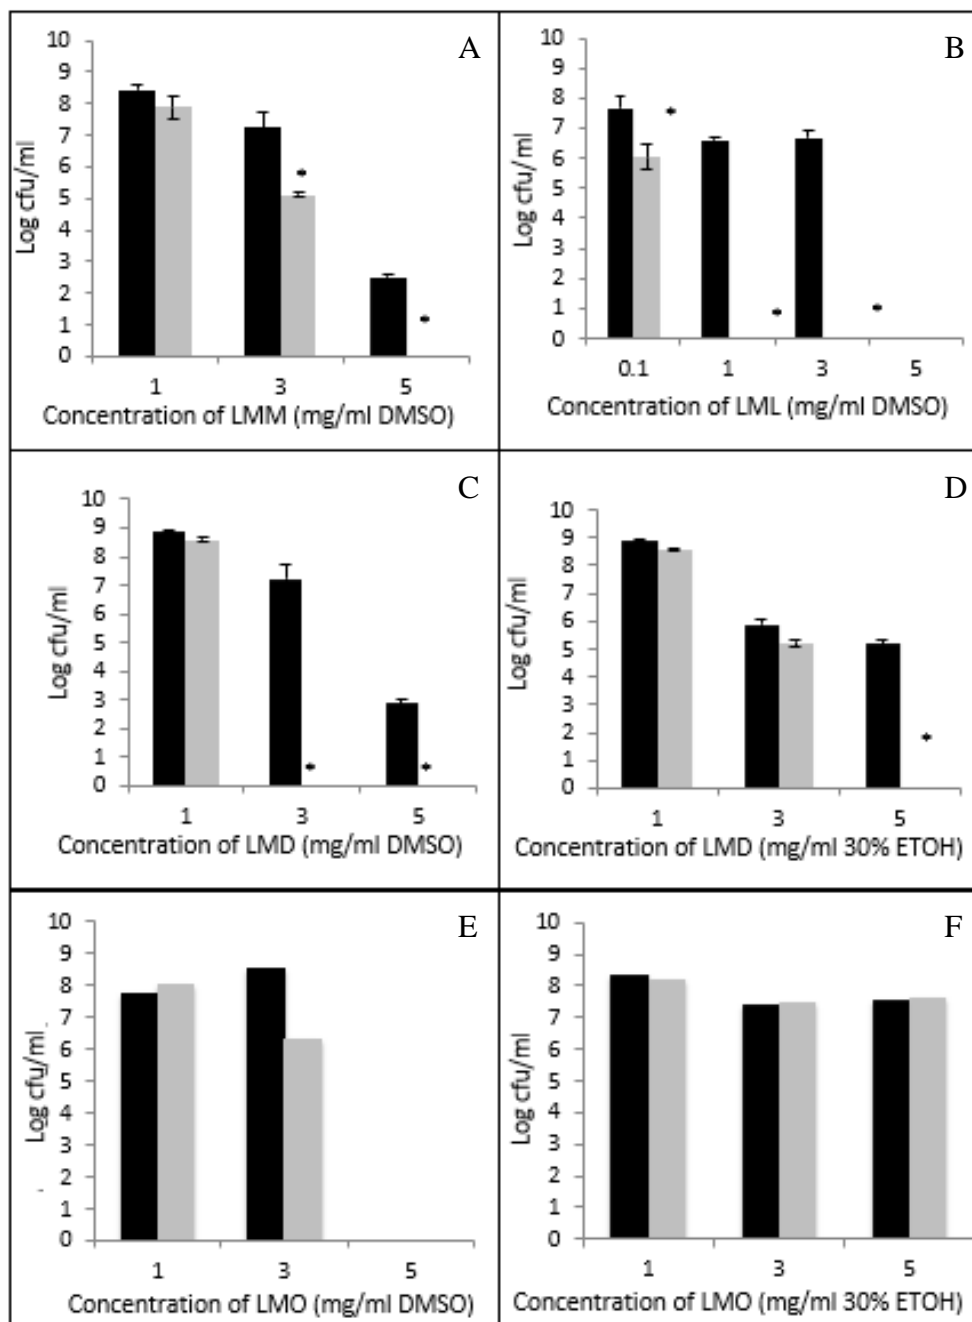 A
10
9
8
7
6
5
4
3
2
1
0
Log cfu/ml
1 3 5
Concentration of LMM (mg/ml DMSO)
B
10
9
8
7
6
5
4
3
2
1
0
Log cfu/ml
0.1 1 3 5
Concentration of LML (mg/ml DMSO)
C
10
9
8
7
6
5
4
3
2
1
0
Log cfu/ml
1 3 5
Concentration of LMD (mg/ml DMSO)
D
10
9
8
7
6
5
4
3
2
1
0
Log cfu/ml
1 3 5
Concentration of LMD (mg/ml 30% ETOH)
E
10
9
8
7
6
5
4
3
2
1
0
Log cfu/ml
1 3 5
Concentration of LMO (mg/ml DMSO)
F
10
9
8
7
6
5
4
3
2
1
0
Log cfu/ml
1 3 5
Concentration of LMO (mg/ml 30% ETOH)